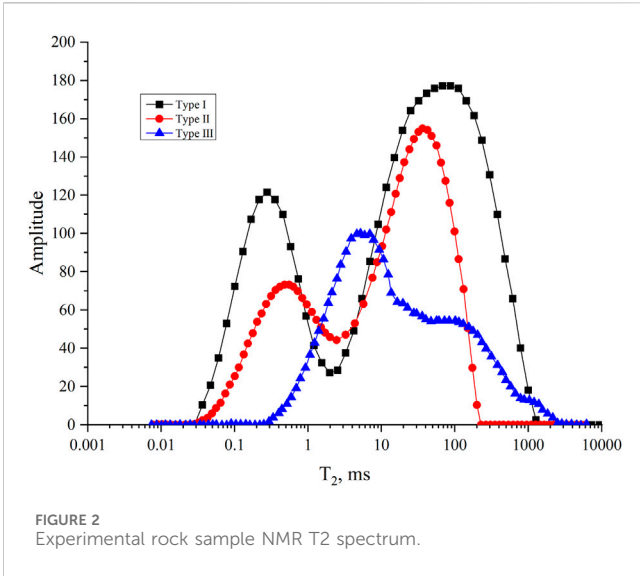 200
180
160
140
120
100
80
60
40
20
0
Amplitude
Type I
Type II
Type III
0.001 0.01 0.1 1 10 100 1000 10000
T2, ms
FIGURE 2
Experimental rock sample NMR T2 spectrum.